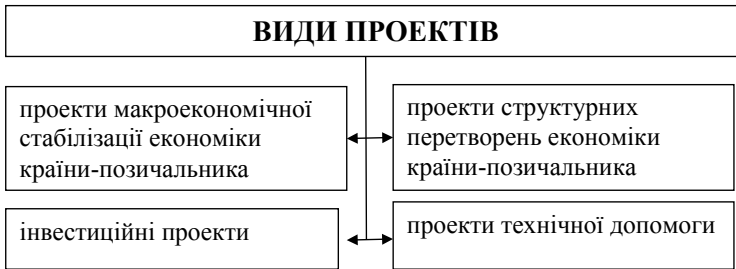 ВИДИ ПРОЕКТІВ
проекти макроекономічної
стабілізації економіки
країни-позичальника
проекти структурних
перетворень економіки
країни-позичальника
інвестиційні проекти
проекти технічної допомоги